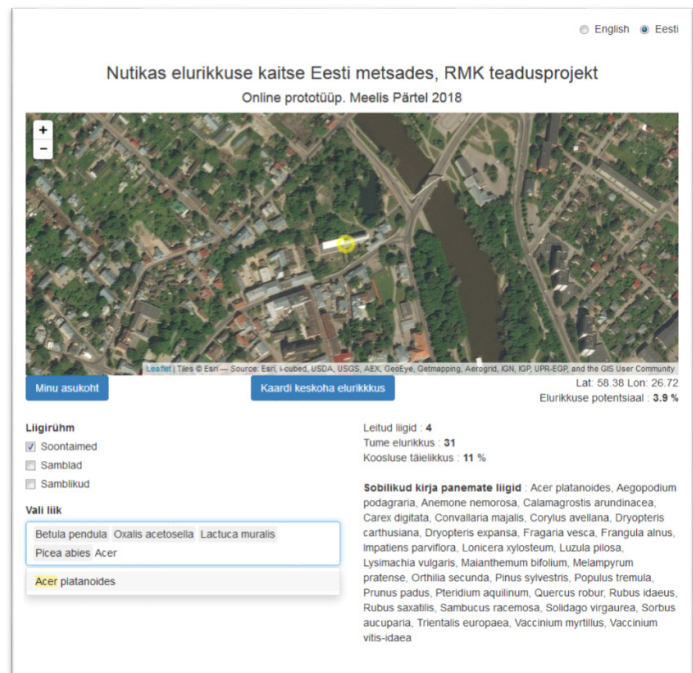 English Eesti
Nutikas elurikkuse kaitse Eesti metsades, RMK teadusprojekt
Online prototüüp. Meelis Pärtel 2018
+
−
Leaflet | Tiles © Esri — Source: Esri, i-cubed, USDA, USGS, AEX, GeoEye, Getmapping, Aerogrid, IGN, IGP, UPR-EGP, and the GIS User Community
Minu asukoht
Kaardi keskoha elurikkkus
Lat: 58.38 Lon: 26.72
Elurikkuse potentsiaal : 3.9 %
Liigirühm
Soontaimed
Samblad
Samblikud
Vali liik
Betula pendula Oxalis acetosella Lactuca muralis
Picea abies Acer
Acer platanoides
Leitud liigid : 4
Tume elurikkus : 31
Koosluse täielikkus : 11 %
Sobilikud kirja panemate liigid : Acer platanoides, Aegopodium
podagraria, Anemone nemorosa, Calamagrostis arundinacea,
Carex digitata, Convallaria majalis, Corylus avellana, Dryopteris
carthusiana, Dryopteris expansa, Fragaria vesca, Frangula alnus,
Impatiens parviflora, Lonicera xylosteum, Luzula pilosa,
Lysimachia vulgaris, Maianthemum bifolium, Melampyrum
pratense, Orthilia secunda, Pinus sylvestris, Populus tremula,
Prunus padus, Pteridium aquilinum, Quercus robur, Rubus idaeus,
Rubus saxatilis, Sambucus racemosa, Solidago virgaurea, Sorbus
aucuparia, Trientalis europaea, Vaccinium myrtillus, Vaccinium
vitis-idaea